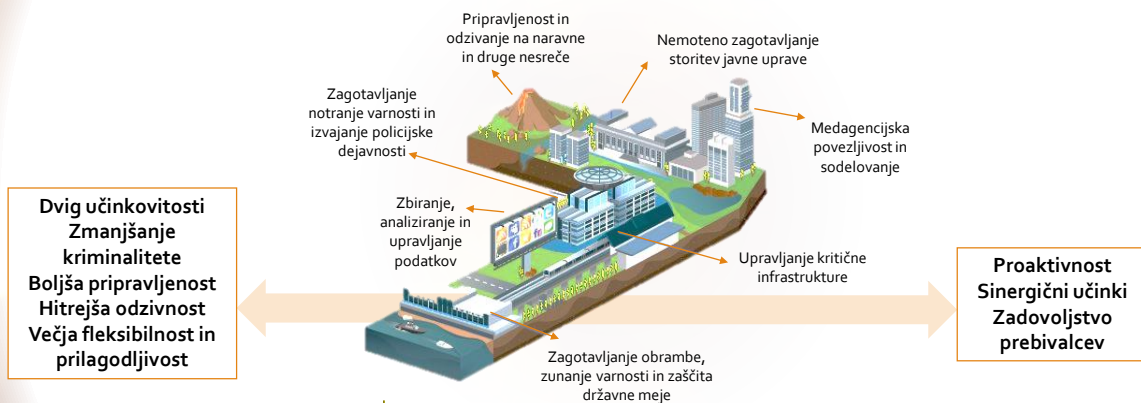 Pripravljenost in
odzivanje na naravne
in druge nesreče
Nemoteno zagotavljanje
storitev javne uprave
Zagotavljanje
notranje varnosti in
izvajanje policijske
dejavnosti
Medagencijska
povezljivost in
sodelovanje
Zbiranje,
analiziranje in
upravljanje
podatkov
Upravljanje kritične
infrastrukture
Zagotavljanje obrambe,
zunanje varnosti in zaščita
državne meje
Dvig učinkovitosti
Zmanjšanje
kriminalitete
Boljša pripravljenost
Hitrejša odzivnost
Večja fleksibilnost in
prilagodljivost
Proaktivnost
Sinergični učinki
Zadovoljstvo
prebivalcev